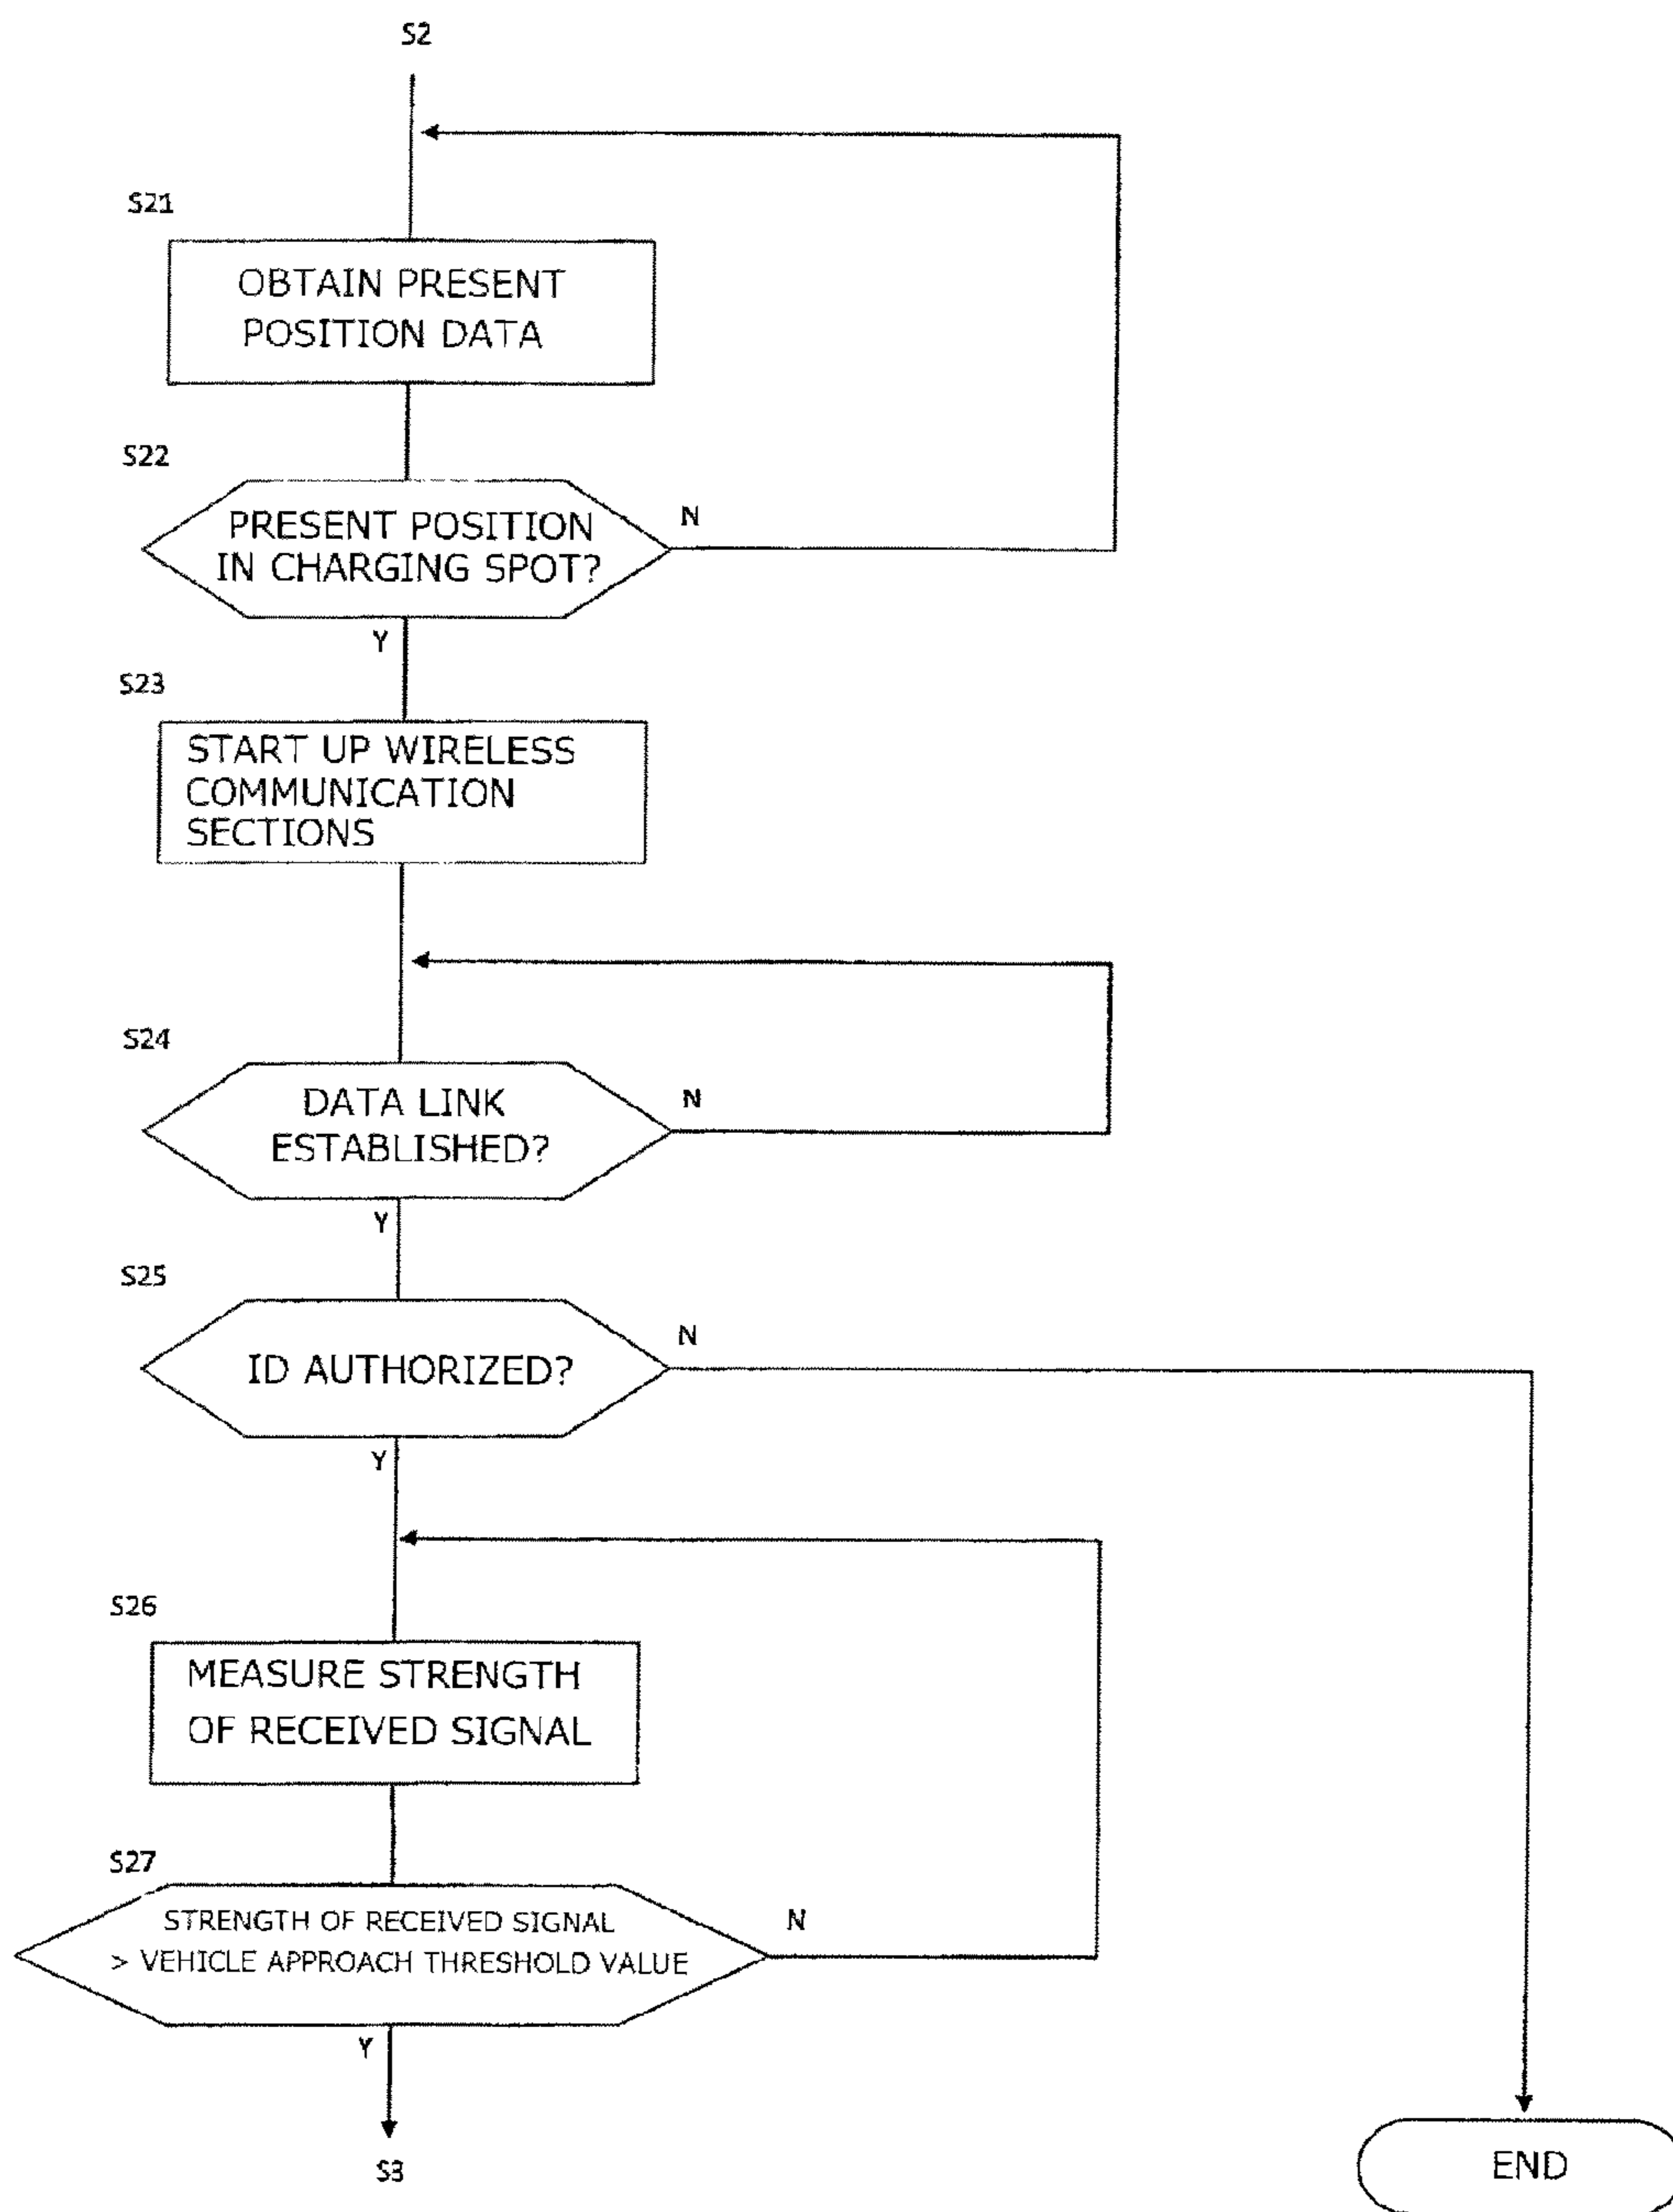 S2
S21
OBTAIN PRESENT
POSITION DATA
S22
PRESENT POSITION
IN CHARGING SPOT?
N
Y
S23
START UP WIRELESS
COMMUNICATION
SECTIONS
S24
DATA LINK
ESTABLISHED?
N
Y
S25
ID AUTHORIZED?
N
Y
S26
MEASURE STRENGTH
OF RECEIVED SIGNAL
S27
STRENGTH OF RECEIVED SIGNAL
> VEHICLE APPROACH THRESHOLD VALUE
N
Y
S3
END